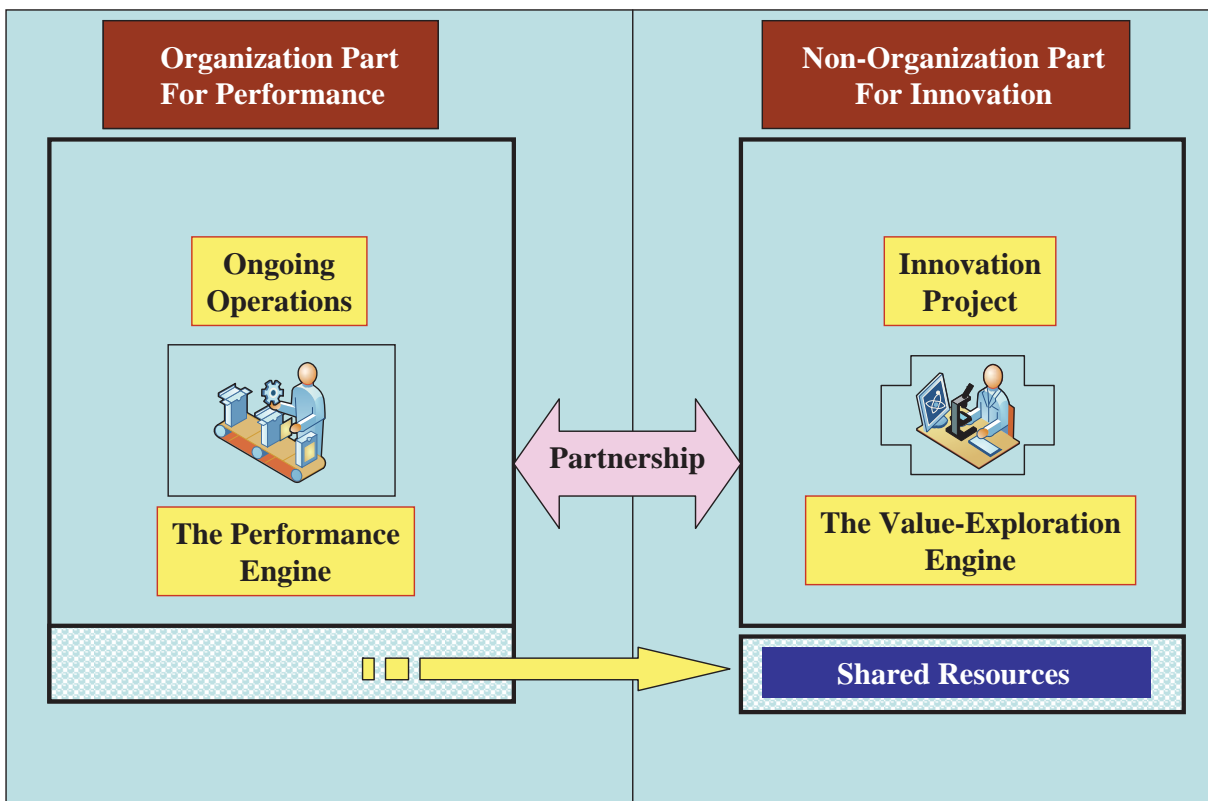 Organization Part
For Performance
Non-Organization Part
For Innovation
Ongoing
Operations
Innovation
Project
Partnership
The Performance
Engine
The Value-Exploration
Engine
Shared Resources